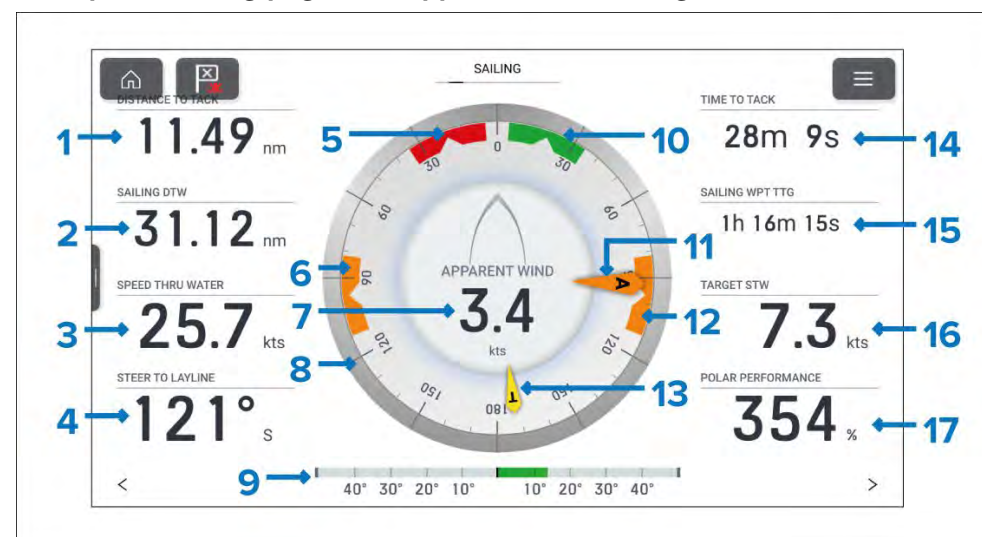 SAILING
DISTANCE TO TACK
1
11.49 nm
SAILING DTW
2
31.12 nm
SPEED THRU WATER
3
25.7 kts
STEER TO LAYLINE
4
121° S
5
10
0
30
30
60
60
6
90
11
12
120
120
150
150
180
7
APPARENT WIND
3.4
kts
A
T
8
13
9
40° 30° 20° 10° 10° 20° 30° 40°
TIME TO TACK
28m 9s
14
SAILING WPT TTG
1h 16m 15s
15
TARGET STW
7.3 kts
16
POLAR PERFORMANCE
354 %
17